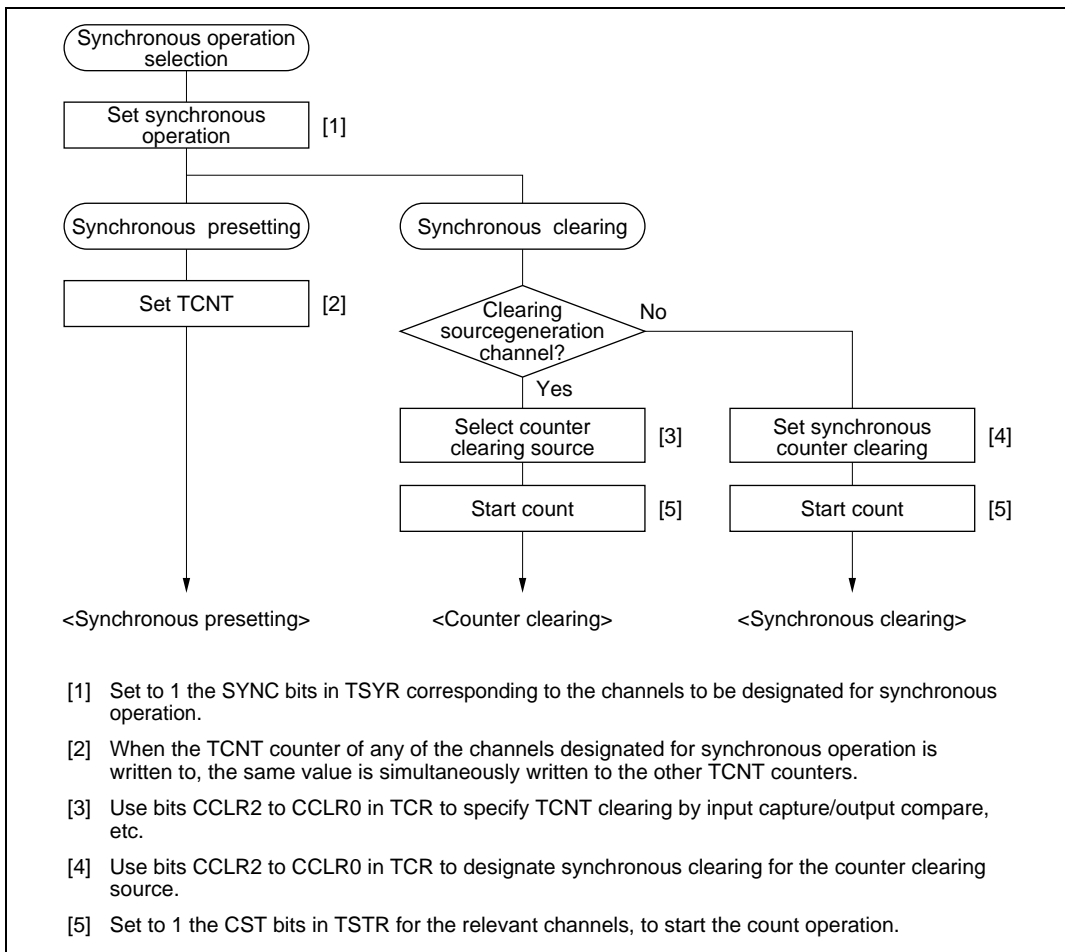 Synchronous operation
selection
Set synchronous
operation
[1]
Synchronous presetting
Synchronous clearing
Set TCNT
[2]
Clearing
sourcegeneration
channel?
No
Yes
Select counter
clearing source
[3]
Set synchronous
counter clearing
[4]
Start count
[5]
Start count
[5]
<Synchronous presetting>
<Counter clearing>
<Synchronous clearing>
[1] Set to 1 the SYNC bits in TSYR corresponding to the channels to be designated for synchronous
operation.
[2] When the TCNT counter of any of the channels designated for synchronous operation is
written to, the same value is simultaneously written to the other TCNT counters.
[3] Use bits CCLR2 to CCLR0 in TCR to specify TCNT clearing by input capture/output compare,
etc.
[4] Use bits CCLR2 to CCLR0 in TCR to designate synchronous clearing for the counter clearing
source.
[5] Set to 1 the CST bits in TSTR for the relevant channels, to start the count operation.